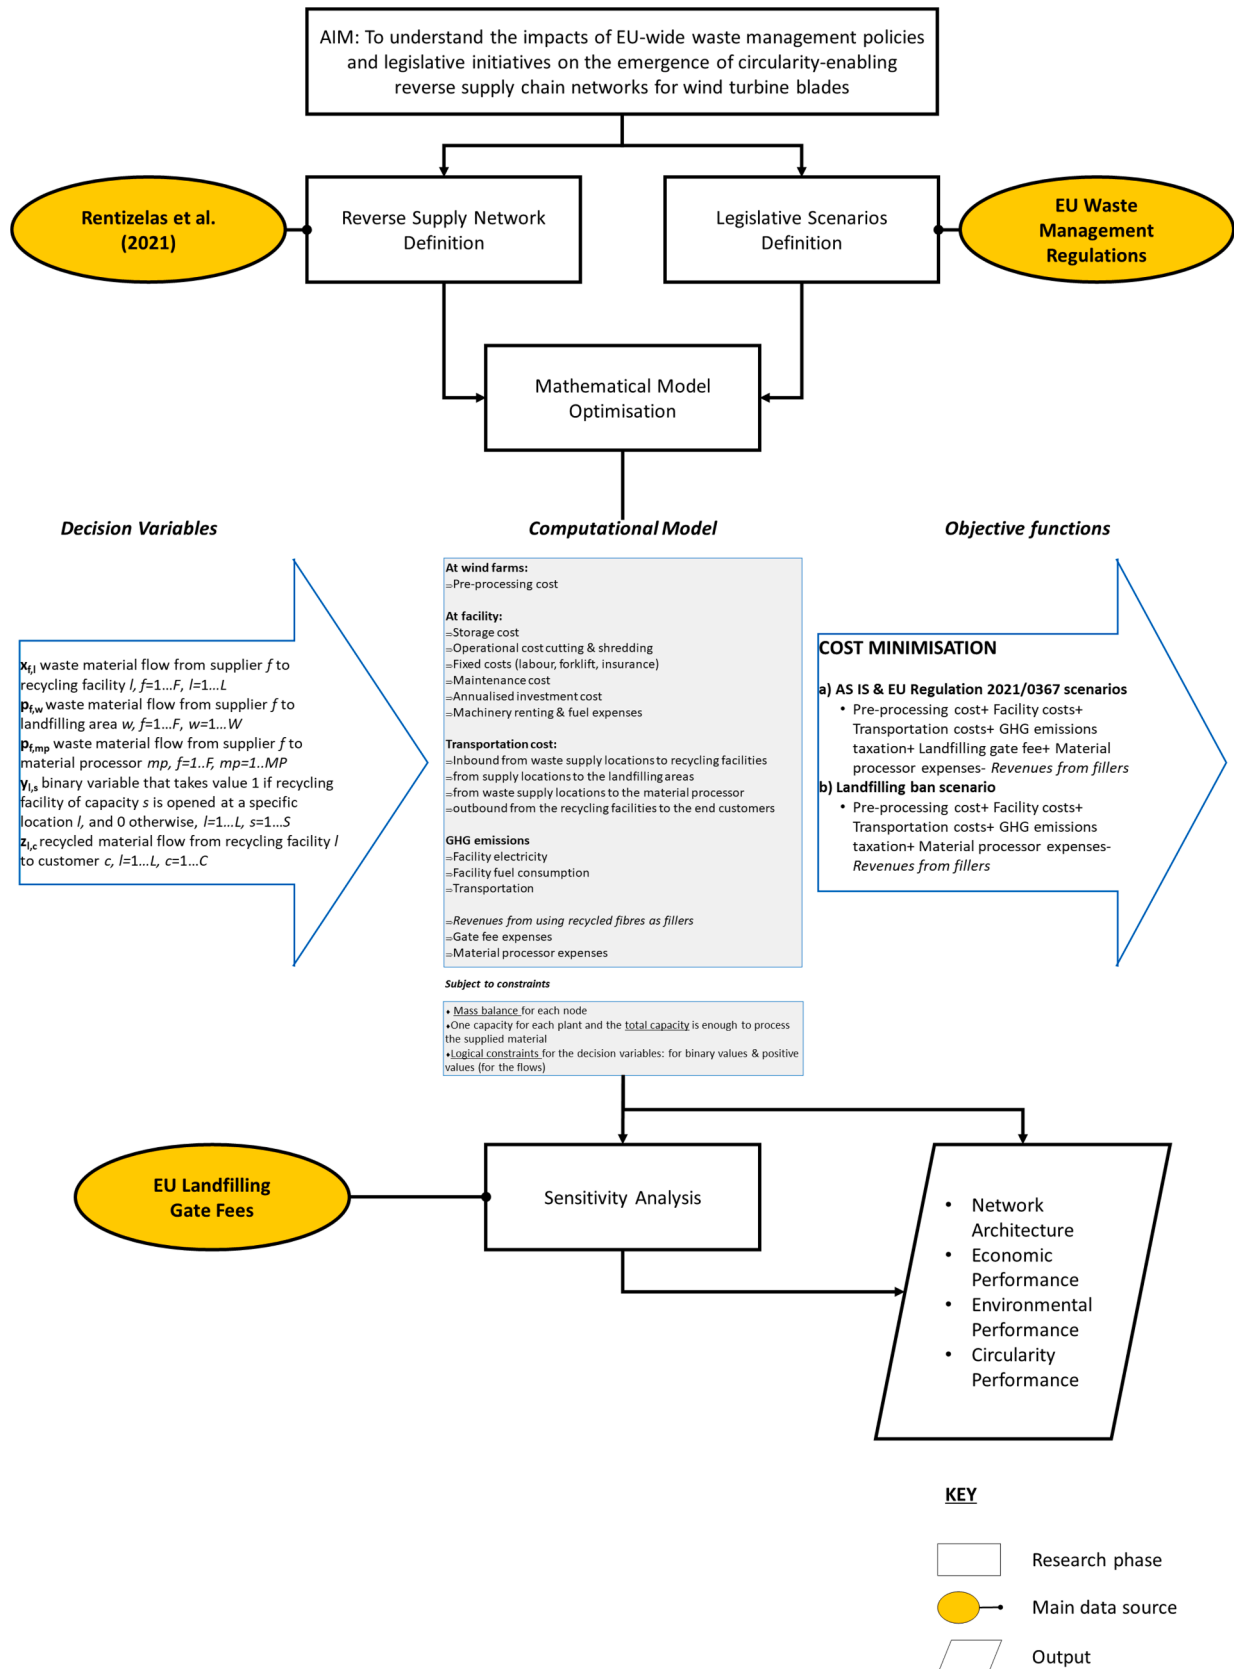 AIM: To understand the impacts of EU-wide waste management policies
and legislative initiatives on the emergence of circularity-enabling
reverse supply chain networks for wind turbine blades
Rentizelas et al.
(2021)
Reverse Supply Network
Definition
Legislative Scenarios
Definition
EU Waste
Management
Regulations
Mathematical Model
Optimisation
Decision Variables
Computational Model
Objective functions
x_f,l waste material flow from supplier f to
recycling facility l, f=1…F, l=1…L
p_f,w waste material flow from supplier f to
landfilling area w, f=1…F, w=1…W
p_f,mp waste material flow from supplier f to
material processor mp, f=1..F, mp=1..MP
y_l,s binary variable that takes value 1 if recycling
facility of capacity s is opened at a specific
location l, and 0 otherwise, l=1…L, s=1…S
z_l,c recycled material flow from recycling facility l
to customer c, l=1…L, c=1…C
At wind farms:
=Pre-processing cost
At facility:
=Storage cost
=Operational cost cutting & shredding
=Fixed costs (labour, forklift, insurance)
=Maintenance cost
=Annualised investment cost
=Machinery renting & fuel expenses
Transportation cost:
=Inbound from waste supply locations to recycling facilities
=from supply locations to the landfilling areas
=from waste supply locations to the material processor
=outbound from the recycling facilities to the end customers
GHG emissions
=Facility electricity
=Facility fuel consumption
=Transportation
=Revenues from using recycled fibres as fillers
=Gate fee expenses
=Material processor expenses
COST MINIMISATION
a) AS IS & EU Regulation 2021/0367 scenarios
• Pre-processing cost+ Facility costs+
Transportation costs+ GHG emissions
taxation+ Landfilling gate fee+ Material
processor expenses- Revenues from fillers
b) Landfilling ban scenario
• Pre-processing cost+ Facility costs+
Transportation costs+ GHG emissions
taxation+ Material processor expenses-
Revenues from fillers
Subject to constraints
⬧ Mass balance for each node
⬧One capacity for each plant and the total capacity is enough to process
the supplied material
⬧Logical constraints for the decision variables: for binary values & positive
values (for the flows)
EU Landfilling
Gate Fees
Sensitivity Analysis
• Network
Architecture
• Economic
Performance
• Environmental
Performance
• Circularity
Performance
KEY
Research phase
Main data source
Output